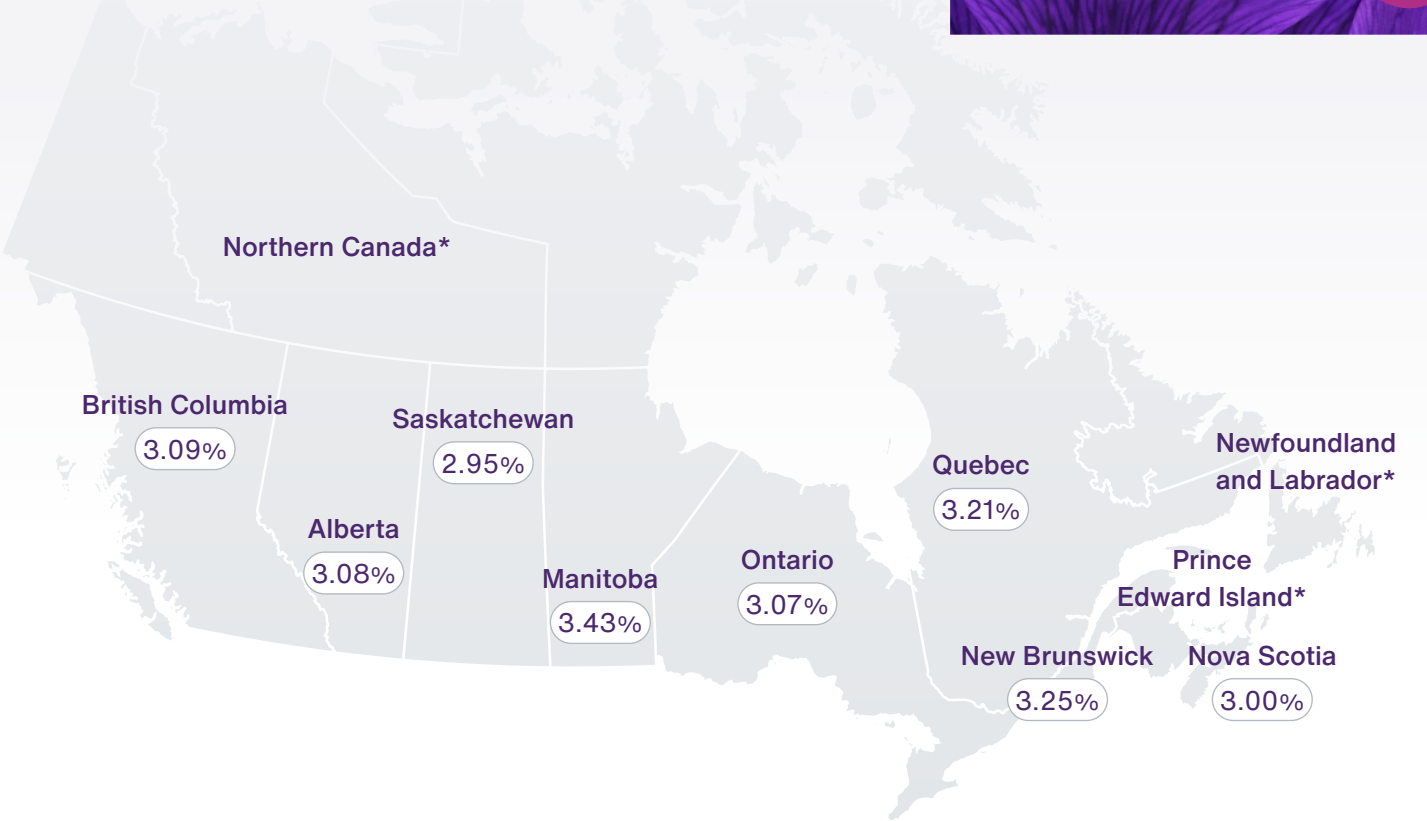 Northern Canada*
British Columbia
3.09%
Saskatchewan
2.95%
Alberta
3.08%
Manitoba
3.43%
Ontario
3.07%
Quebec
3.21%
Newfoundland
and Labrador*
Prince
Edward Island*
New Brunswick
3.25%
Nova Scotia
3.00%